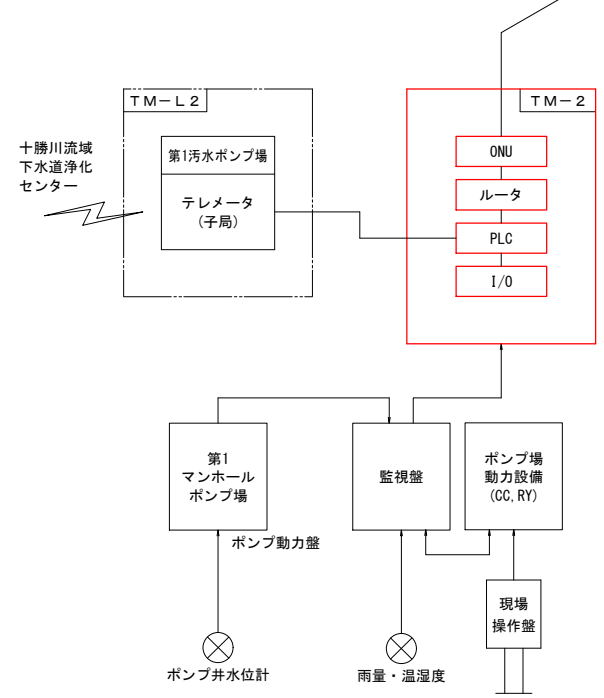 TM－L2
TM－2
十勝川流域
下水道浄化
センター
第1汚水ポンプ場
テレメータ
(子局)
ONU
ルータ
PLC
I/O
第1
マンホール
ポンプ場
監視盤
ポンプ場
動力設備
(CC,RY)
ポンプ動力盤
現場
操作盤
ポンプ井水位計
雨量・温湿度